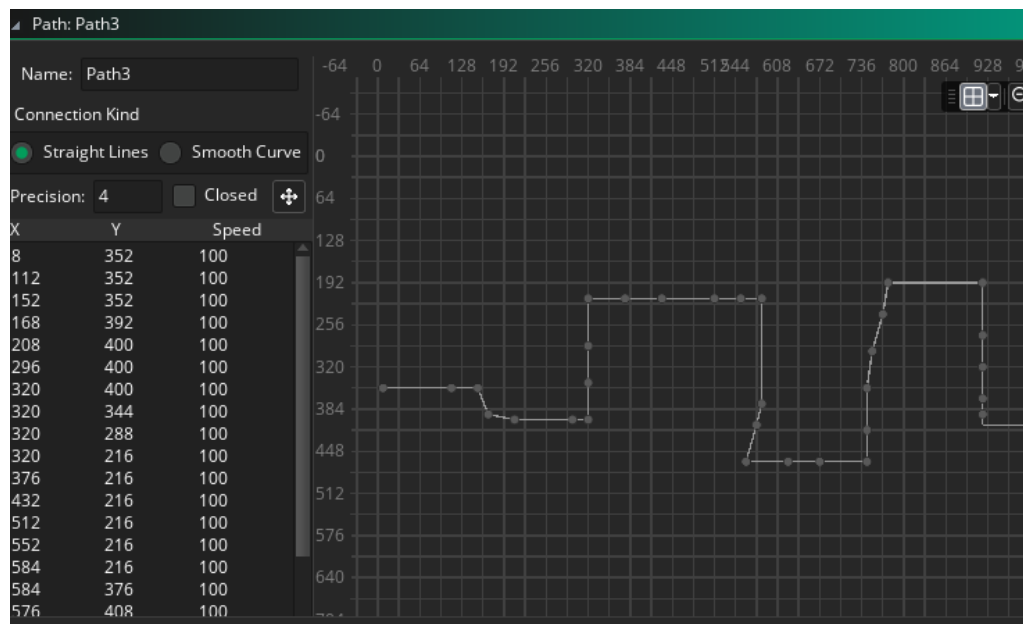 Path: Path3
Name: Path3
Connection Kind
Straight Lines Smooth Curve
Precision: 4 Closed
X Y Speed
8 352 100
112 352 100
152 352 100
168 392 100
208 400 100
296 400 100
320 400 100
320 344 100
320 288 100
320 216 100
376 216 100
432 216 100
512 216 100
552 216 100
584 216 100
584 376 100
576 408 100
-64 0 64 128 192 256 320 384 448 512 544 608 672 736 800 864 928
-64
0
64
128
192
256
320
384
448
512
576
640